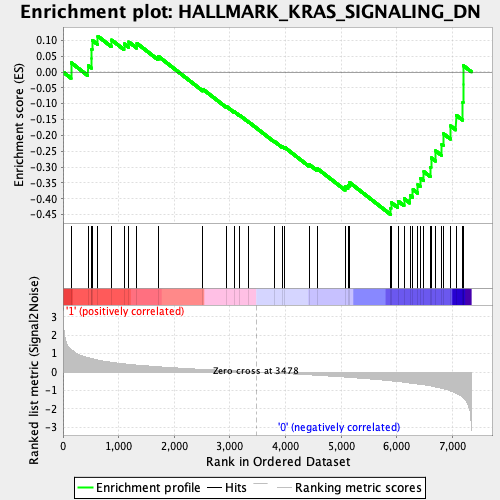 Enrichment plot: HALLMARK_KRAS_SIGNALING_DN
Enrichment score (ES)
0.10
0.05
0.00
-0.05
-0.10
-0.15
-0.20
-0.25
-0.30
-0.35
-0.40
-0.45
'1' (positively correlated)
Ranked list metric (Signal2Noise)
3
2
1
0
-1
-2
-3
Zero cross at 3478
'0' (negatively correlated)
0
1,000
2,000
3,000
4,000
5,000
6,000
7,000
Rank in Ordered Dataset
Enrichment profile
Hits
Ranking metric scores